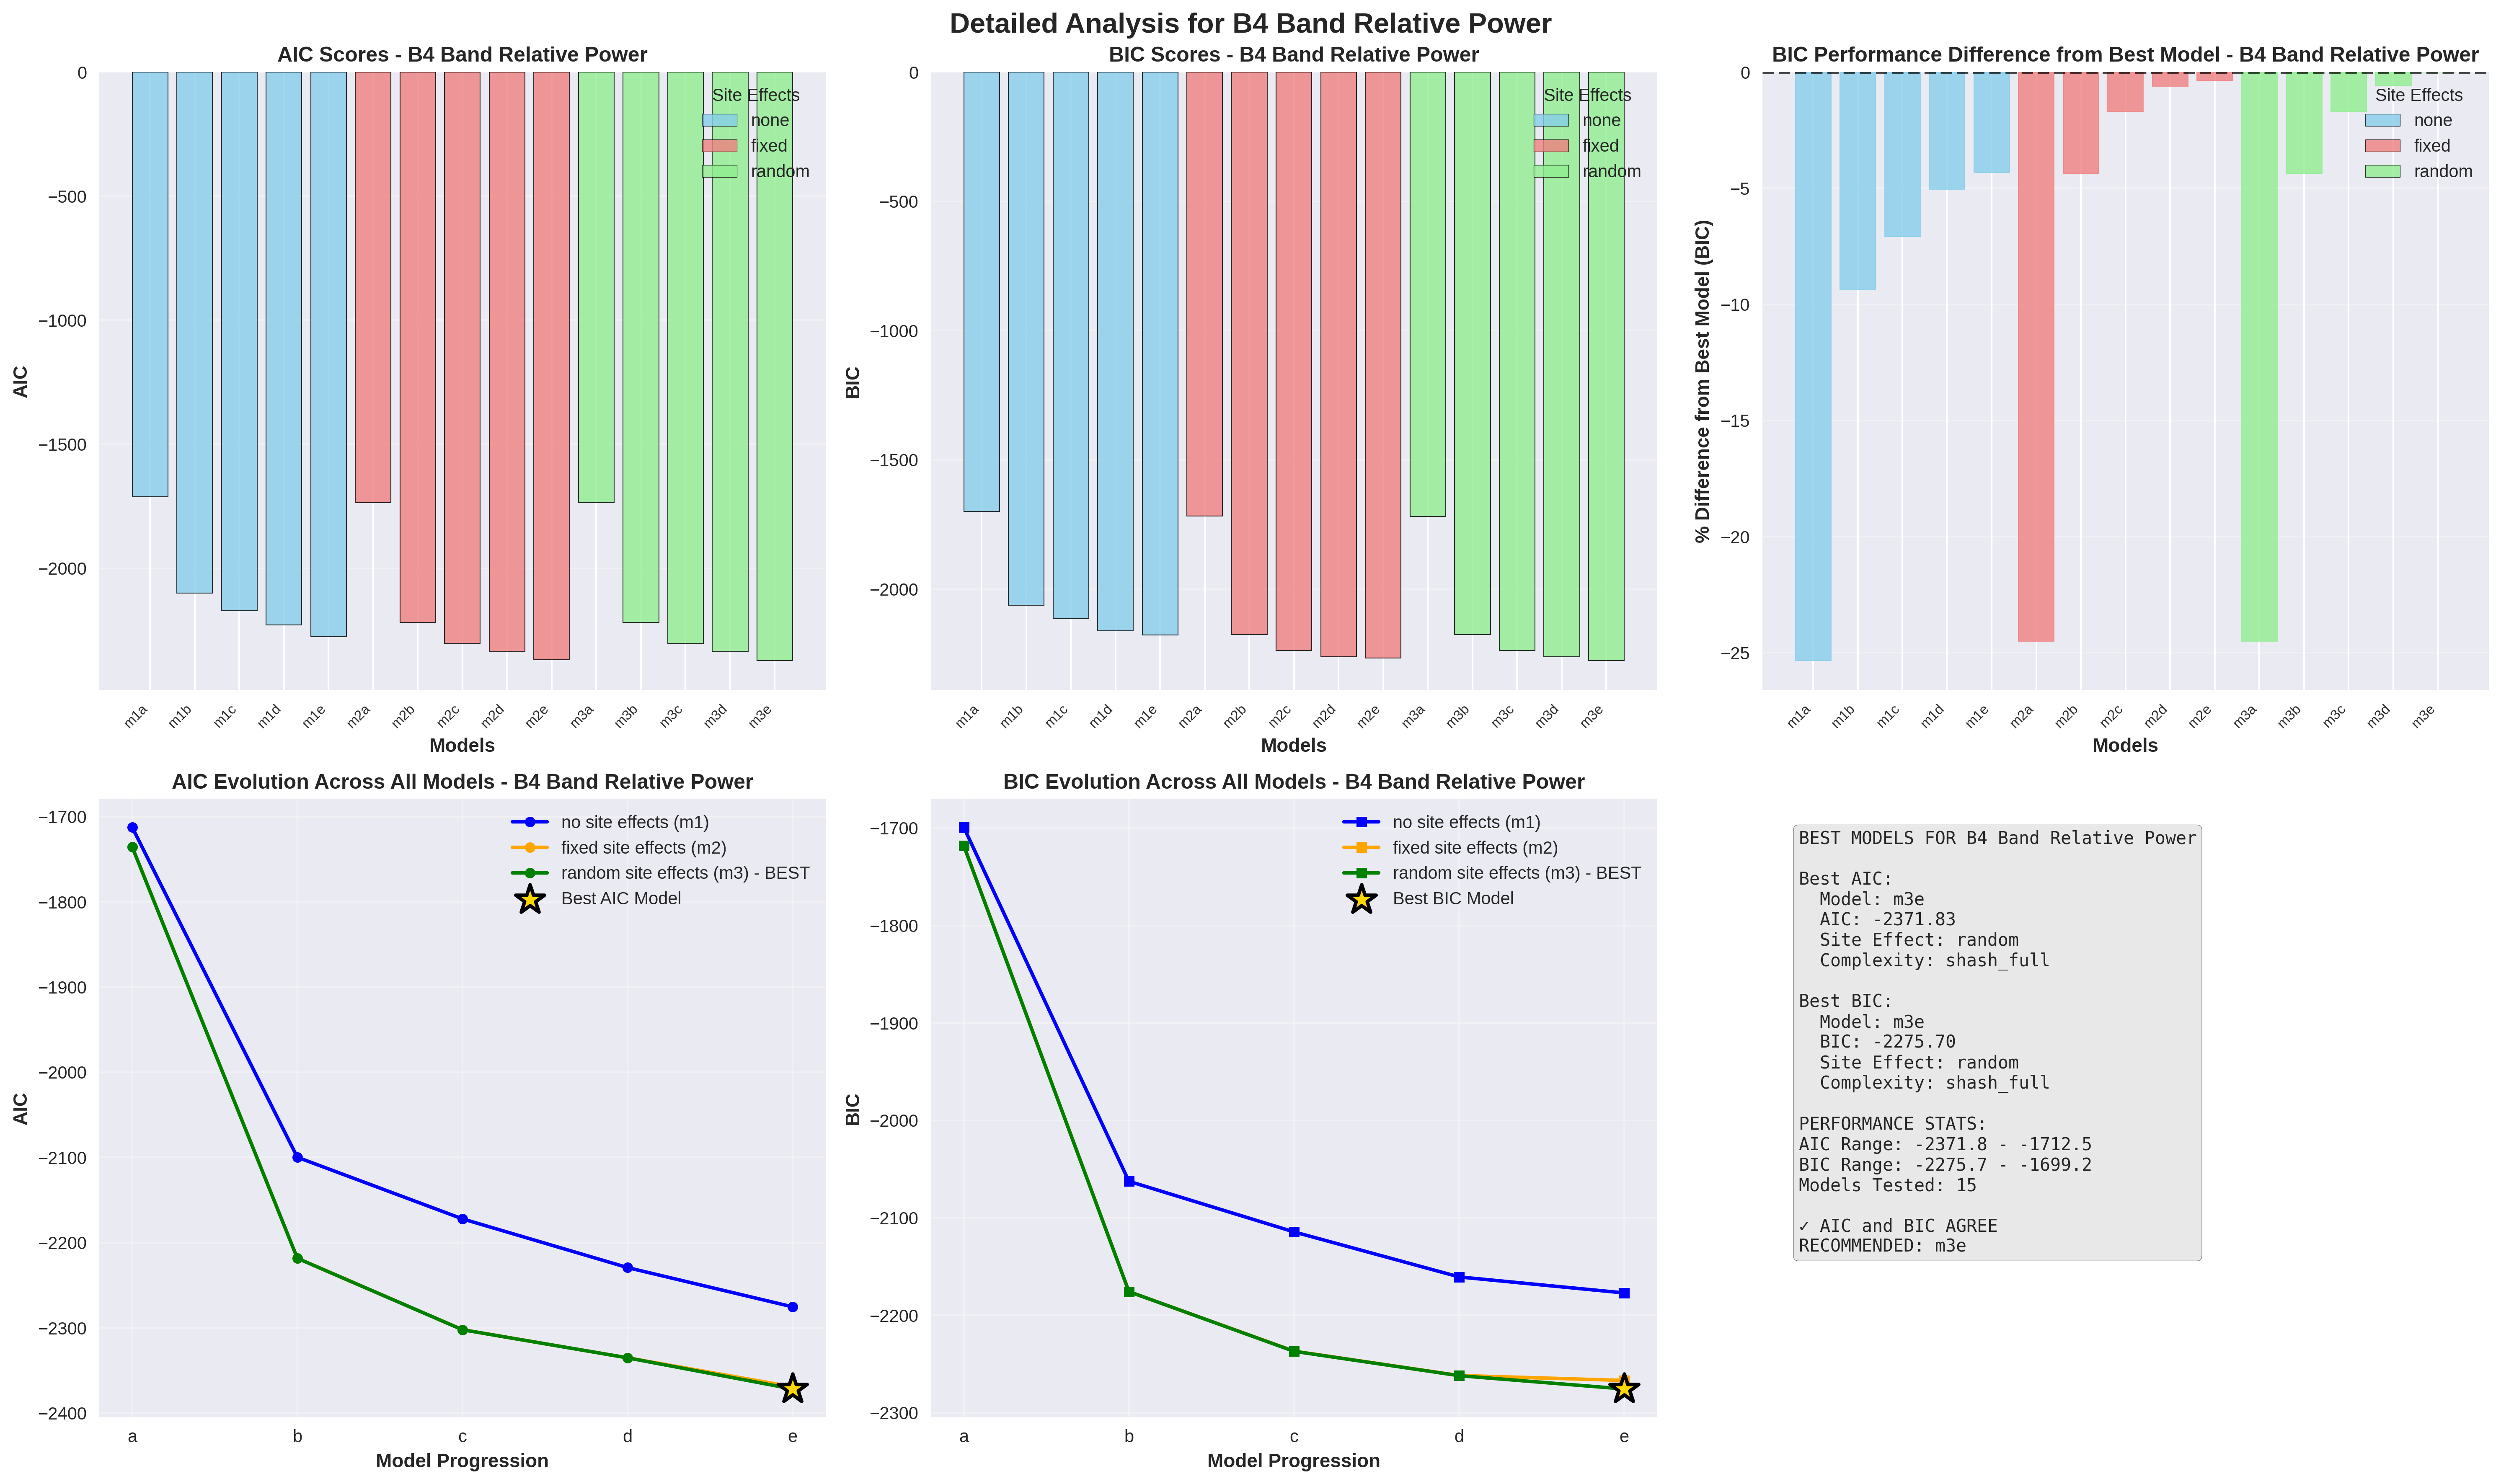 Detailed Analysis for B4 Band Relative Power
AIC Scores - B4 Band Relative Power
0
−500
−1000
−1500
−2000
AIC
Site Effects
none
fixed
random
m1a
m1b
m1c
m1d
m1e
m2a
m2b
m2c
m2d
m2e
m3a
m3b
m3c
m3d
m3e
Models
BIC Scores - B4 Band Relative Power
0
−500
−1000
−1500
−2000
BIC
Site Effects
none
fixed
random
m1a
m1b
m1c
m1d
m1e
m2a
m2b
m2c
m2d
m2e
m3a
m3b
m3c
m3d
m3e
Models
BIC Performance Difference from Best Model - B4 Band Relative Power
0
−5
−10
−15
−20
−25
% Difference from Best Model (BIC)
Site Effects
none
fixed
random
m1a
m1b
m1c
m1d
m1e
m2a
m2b
m2c
m2d
m2e
m3a
m3b
m3c
m3d
m3e
Models
AIC Evolution Across All Models - B4 Band Relative Power
−1700
−1800
−1900
−2000
−2100
−2200
−2300
−2400
AIC
no site effects (m1)
fixed site effects (m2)
random site effects (m3) - BEST
Best AIC Model
a
b
c
d
e
Model Progression
BIC Evolution Across All Models - B4 Band Relative Power
−1700
−1800
−1900
−2000
−2100
−2200
−2300
BIC
no site effects (m1)
fixed site effects (m2)
random site effects (m3) - BEST
Best BIC Model
a
b
c
d
e
Model Progression
BEST MODELS FOR B4 Band Relative Power
Best AIC:
Model: m3e
AIC: -2371.83
Site Effect: random
Complexity: shash_full
Best BIC:
Model: m3e
BIC: -2275.70
Site Effect: random
Complexity: shash_full
PERFORMANCE STATS:
AIC Range: -2371.8 - -1712.5
BIC Range: -2275.7 - -1699.2
Models Tested: 15
✓ AIC and BIC AGREE
RECOMMENDED: m3e